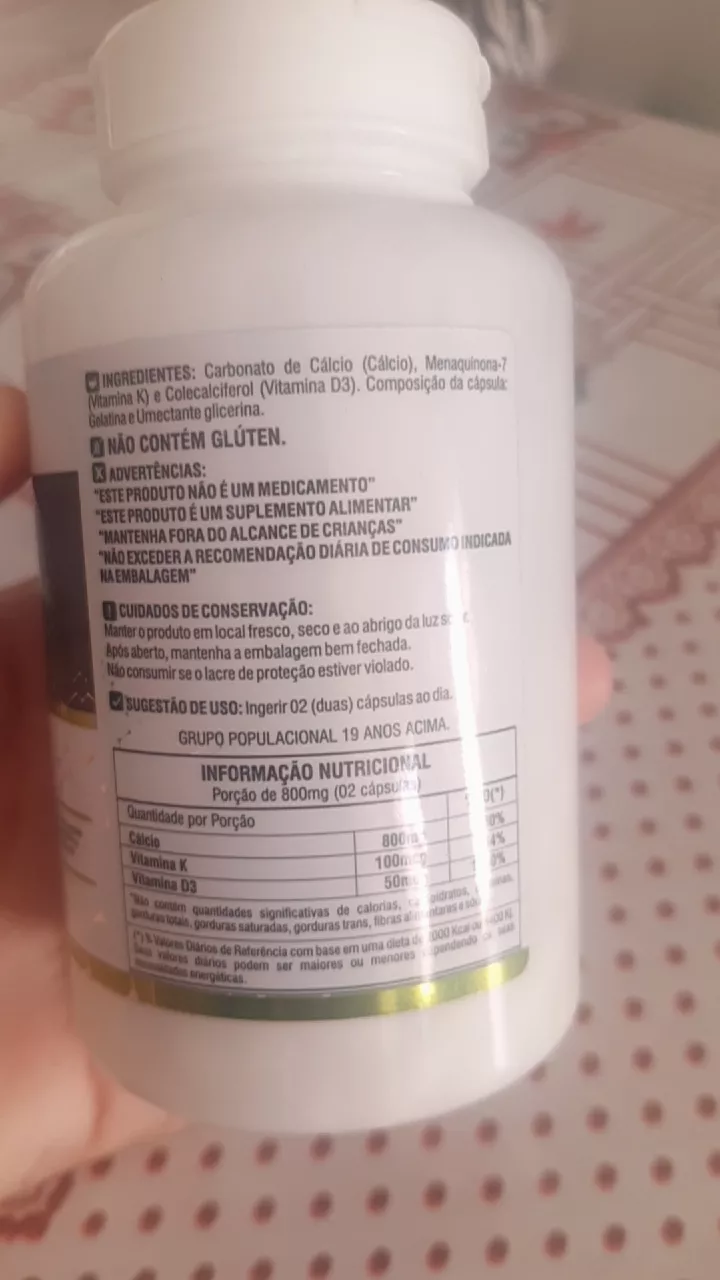 INGREDIENTES: Carbonato de Cálcio (Cálcio), Menaquinona-7
(Vitamina K) e Colecalciferol (Vitamina D3). Composição da cápsula:
Gelatina e Umectante glicerina.
NÃO CONTÉM GLÚTEN.
ADVERTÊNCIAS:
"ESTE PRODUTO NÃO É UM MEDICAMENTO"
"ESTE PRODUTO É UM SUPLEMENTO ALIMENTAR"
"MANTENHA FORA DO ALCANCE DE CRIANÇAS"
"NÃO EXCEDER A RECOMENDAÇÃO DIÁRIA DE CONSUMO INDICADA
NA EMBALAGEM"
CUIDADOS DE CONSERVAÇÃO:
Manter o produto em local fresco, seco e ao abrigo da luz
Após aberto, mantenha a embalagem bem fechada.
Não consumir se o lacre de proteção estiver violado.
SUGESTÃO DE USO: Ingerir 02 (duas) cápsulas ao dia.
GRUPO POPULACIONAL 19 ANOS ACIMA.
INFORMAÇÃO NUTRICIONAL
Porção de 800mg (02 cápsulas)
Quantidade por Porção
Cálcio
Vitamina K 100mcg
Vitamina D3
*Não contém quantidades significativas de calorias,
gorduras totais, gorduras saturadas, gorduras trans, fibras alimentares e
(*) % Valores Diários de Referência com base em uma dieta de
Seus valores diários podem ser maiores ou menores dependendo
necessidades energéticas.